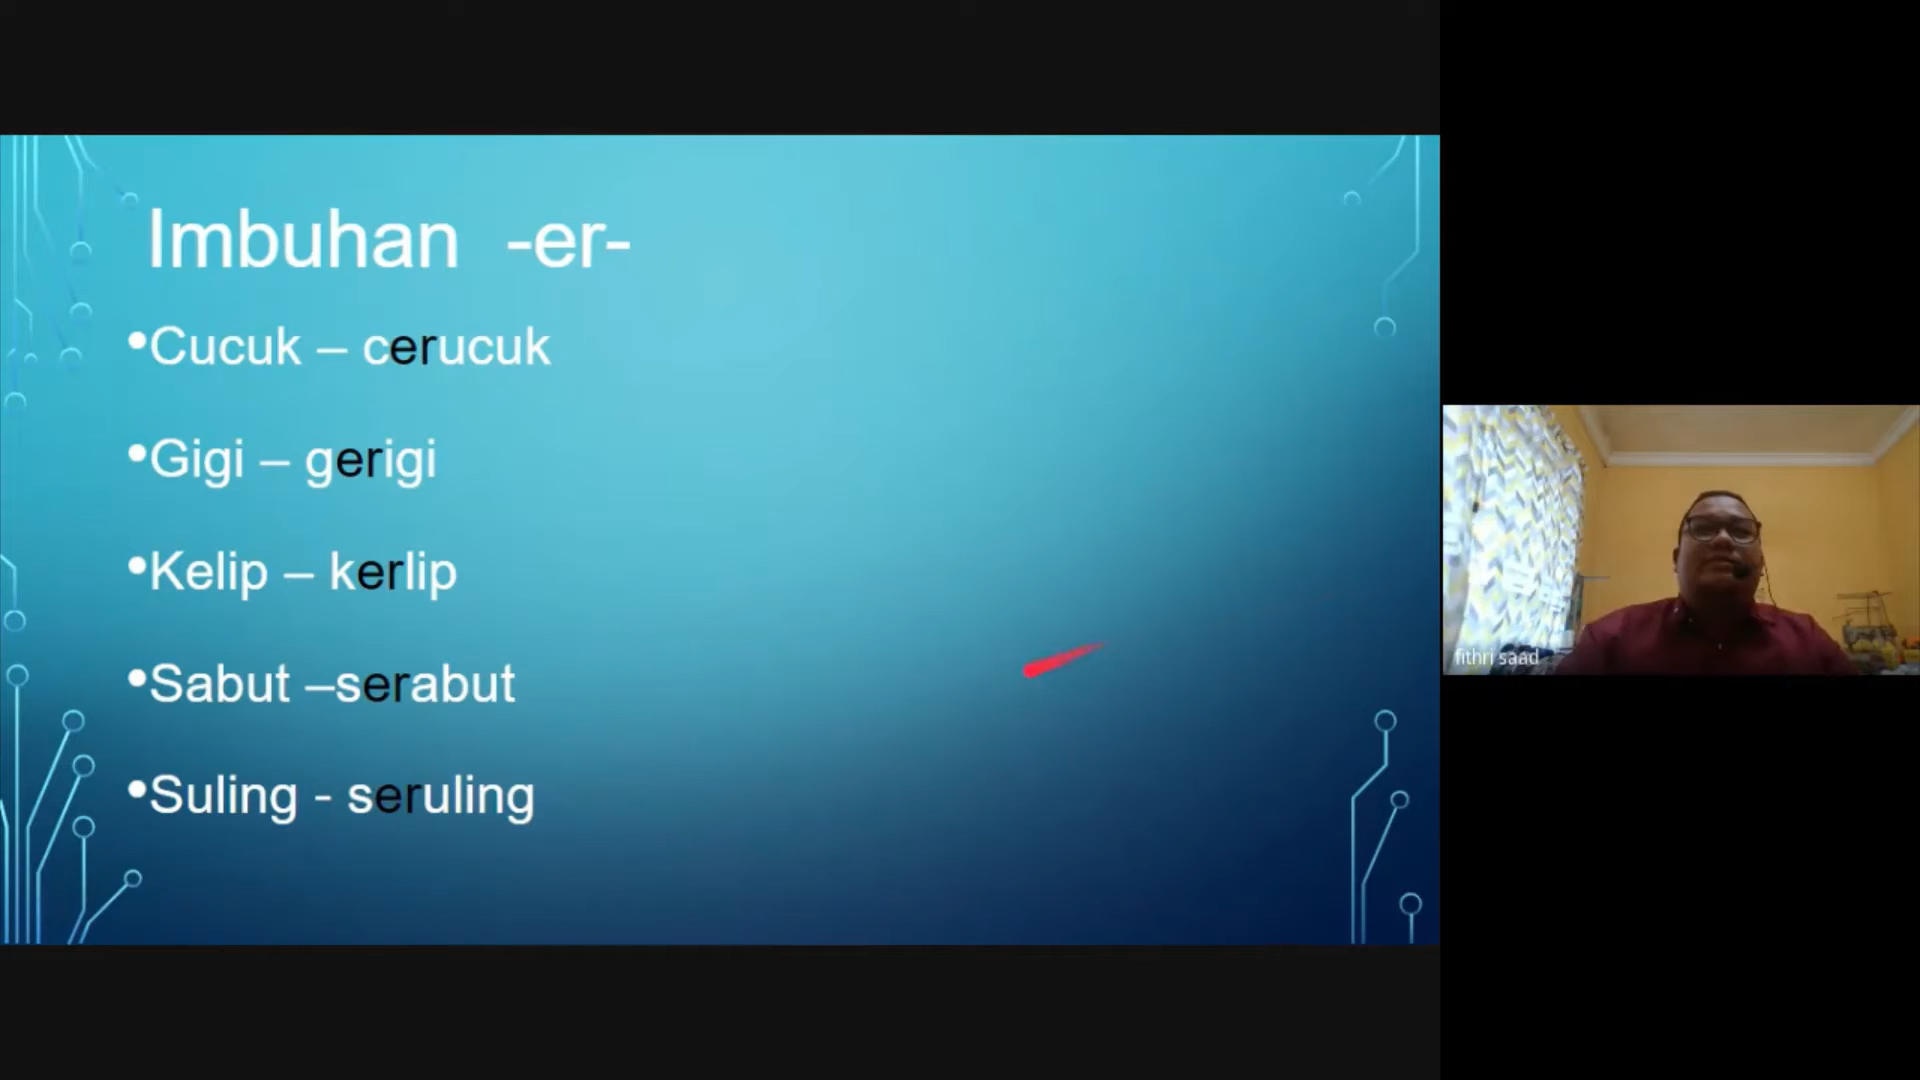 Imbuhan -er-
•Cucuk – cerucuk
•Gigi – gerigi
•Kelip – kerlip
•Sabut –serabut
•Suling - seruling
fithri saad